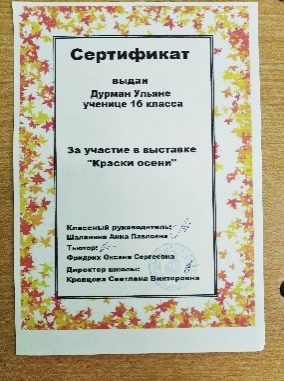 Сертификат
выдан
Дурман Ульяне
ученице 1б класса
За участие в выставке
"Краски осени"
Классный руководитель:
Шаланина Анна Павловна
Тьютор:
Фридрих Оксана Сергеевна
Директор школы:
Кравцова Светлана Викторовна